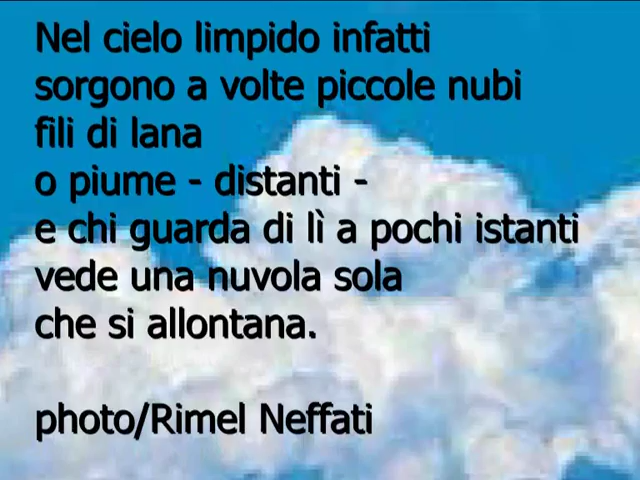 Nel cielo limpido infatti
sorgono a volte piccole nubi
fili di lana
o piume - distanti -
e chi guarda di lì a pochi istanti
vede una nuvola sola
che si allontana.
photo/Rimel Neffati